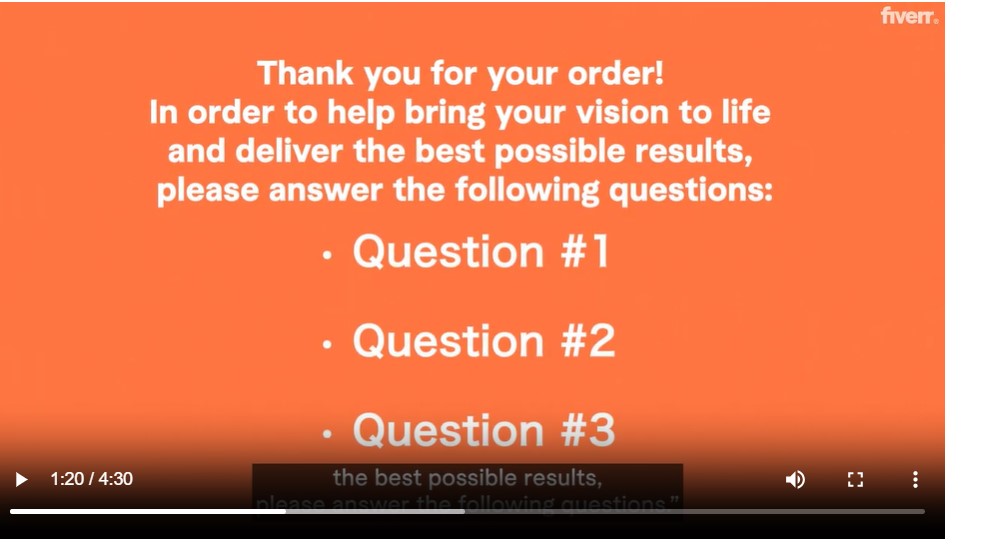 fiverr.
Thank you for your order!
In order to help bring your vision to life
and deliver the best possible results,
please answer the following questions:
• Question #1
• Question #2
• Question #3
the best possible results,
please answer the following questions.”
1:20 / 4:30